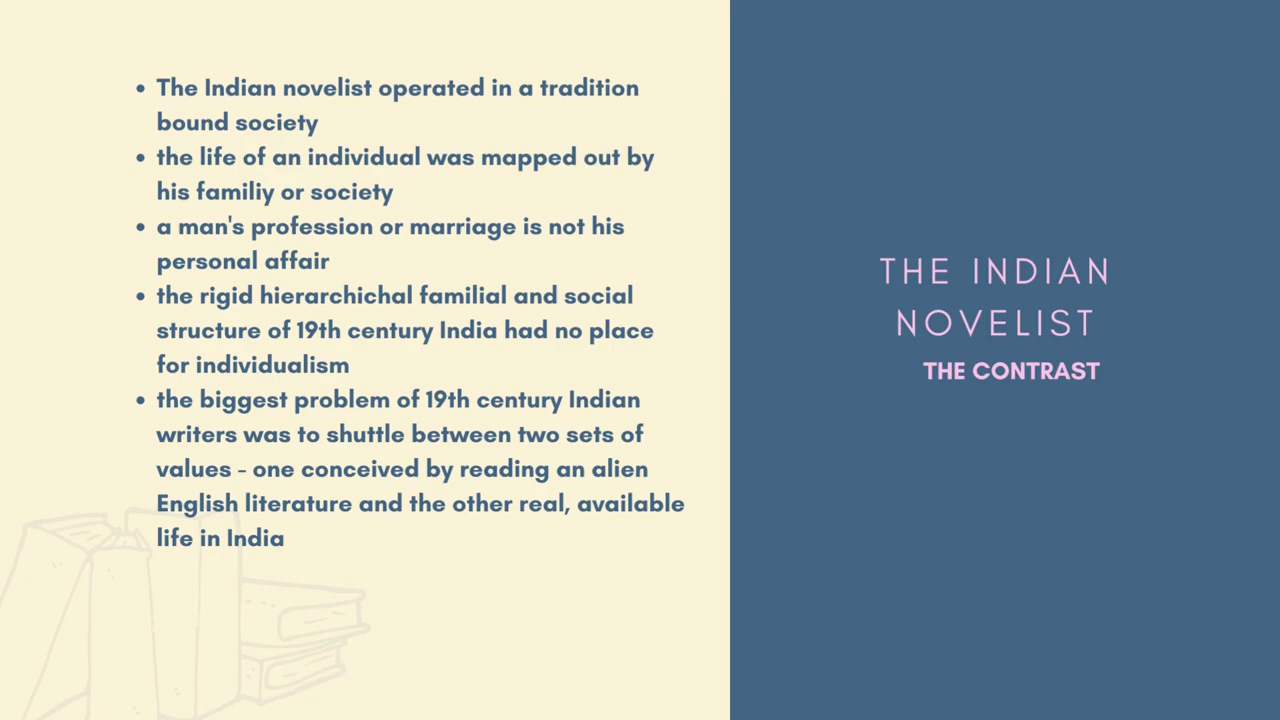 • The Indian novelist operated in a tradition
bound society
• the life of an individual was mapped out by
his familiy or society
• a man's profession or marriage is not his
personal affair
• the rigid hierarchichal familial and social
structure of 19th century India had no place
for individualism
• the biggest problem of 19th century Indian
writers was to shuttle between two sets of
values - one conceived by reading an alien
English literature and the other real, available
life in India
THE INDIAN
NOVELIST
THE CONTRAST